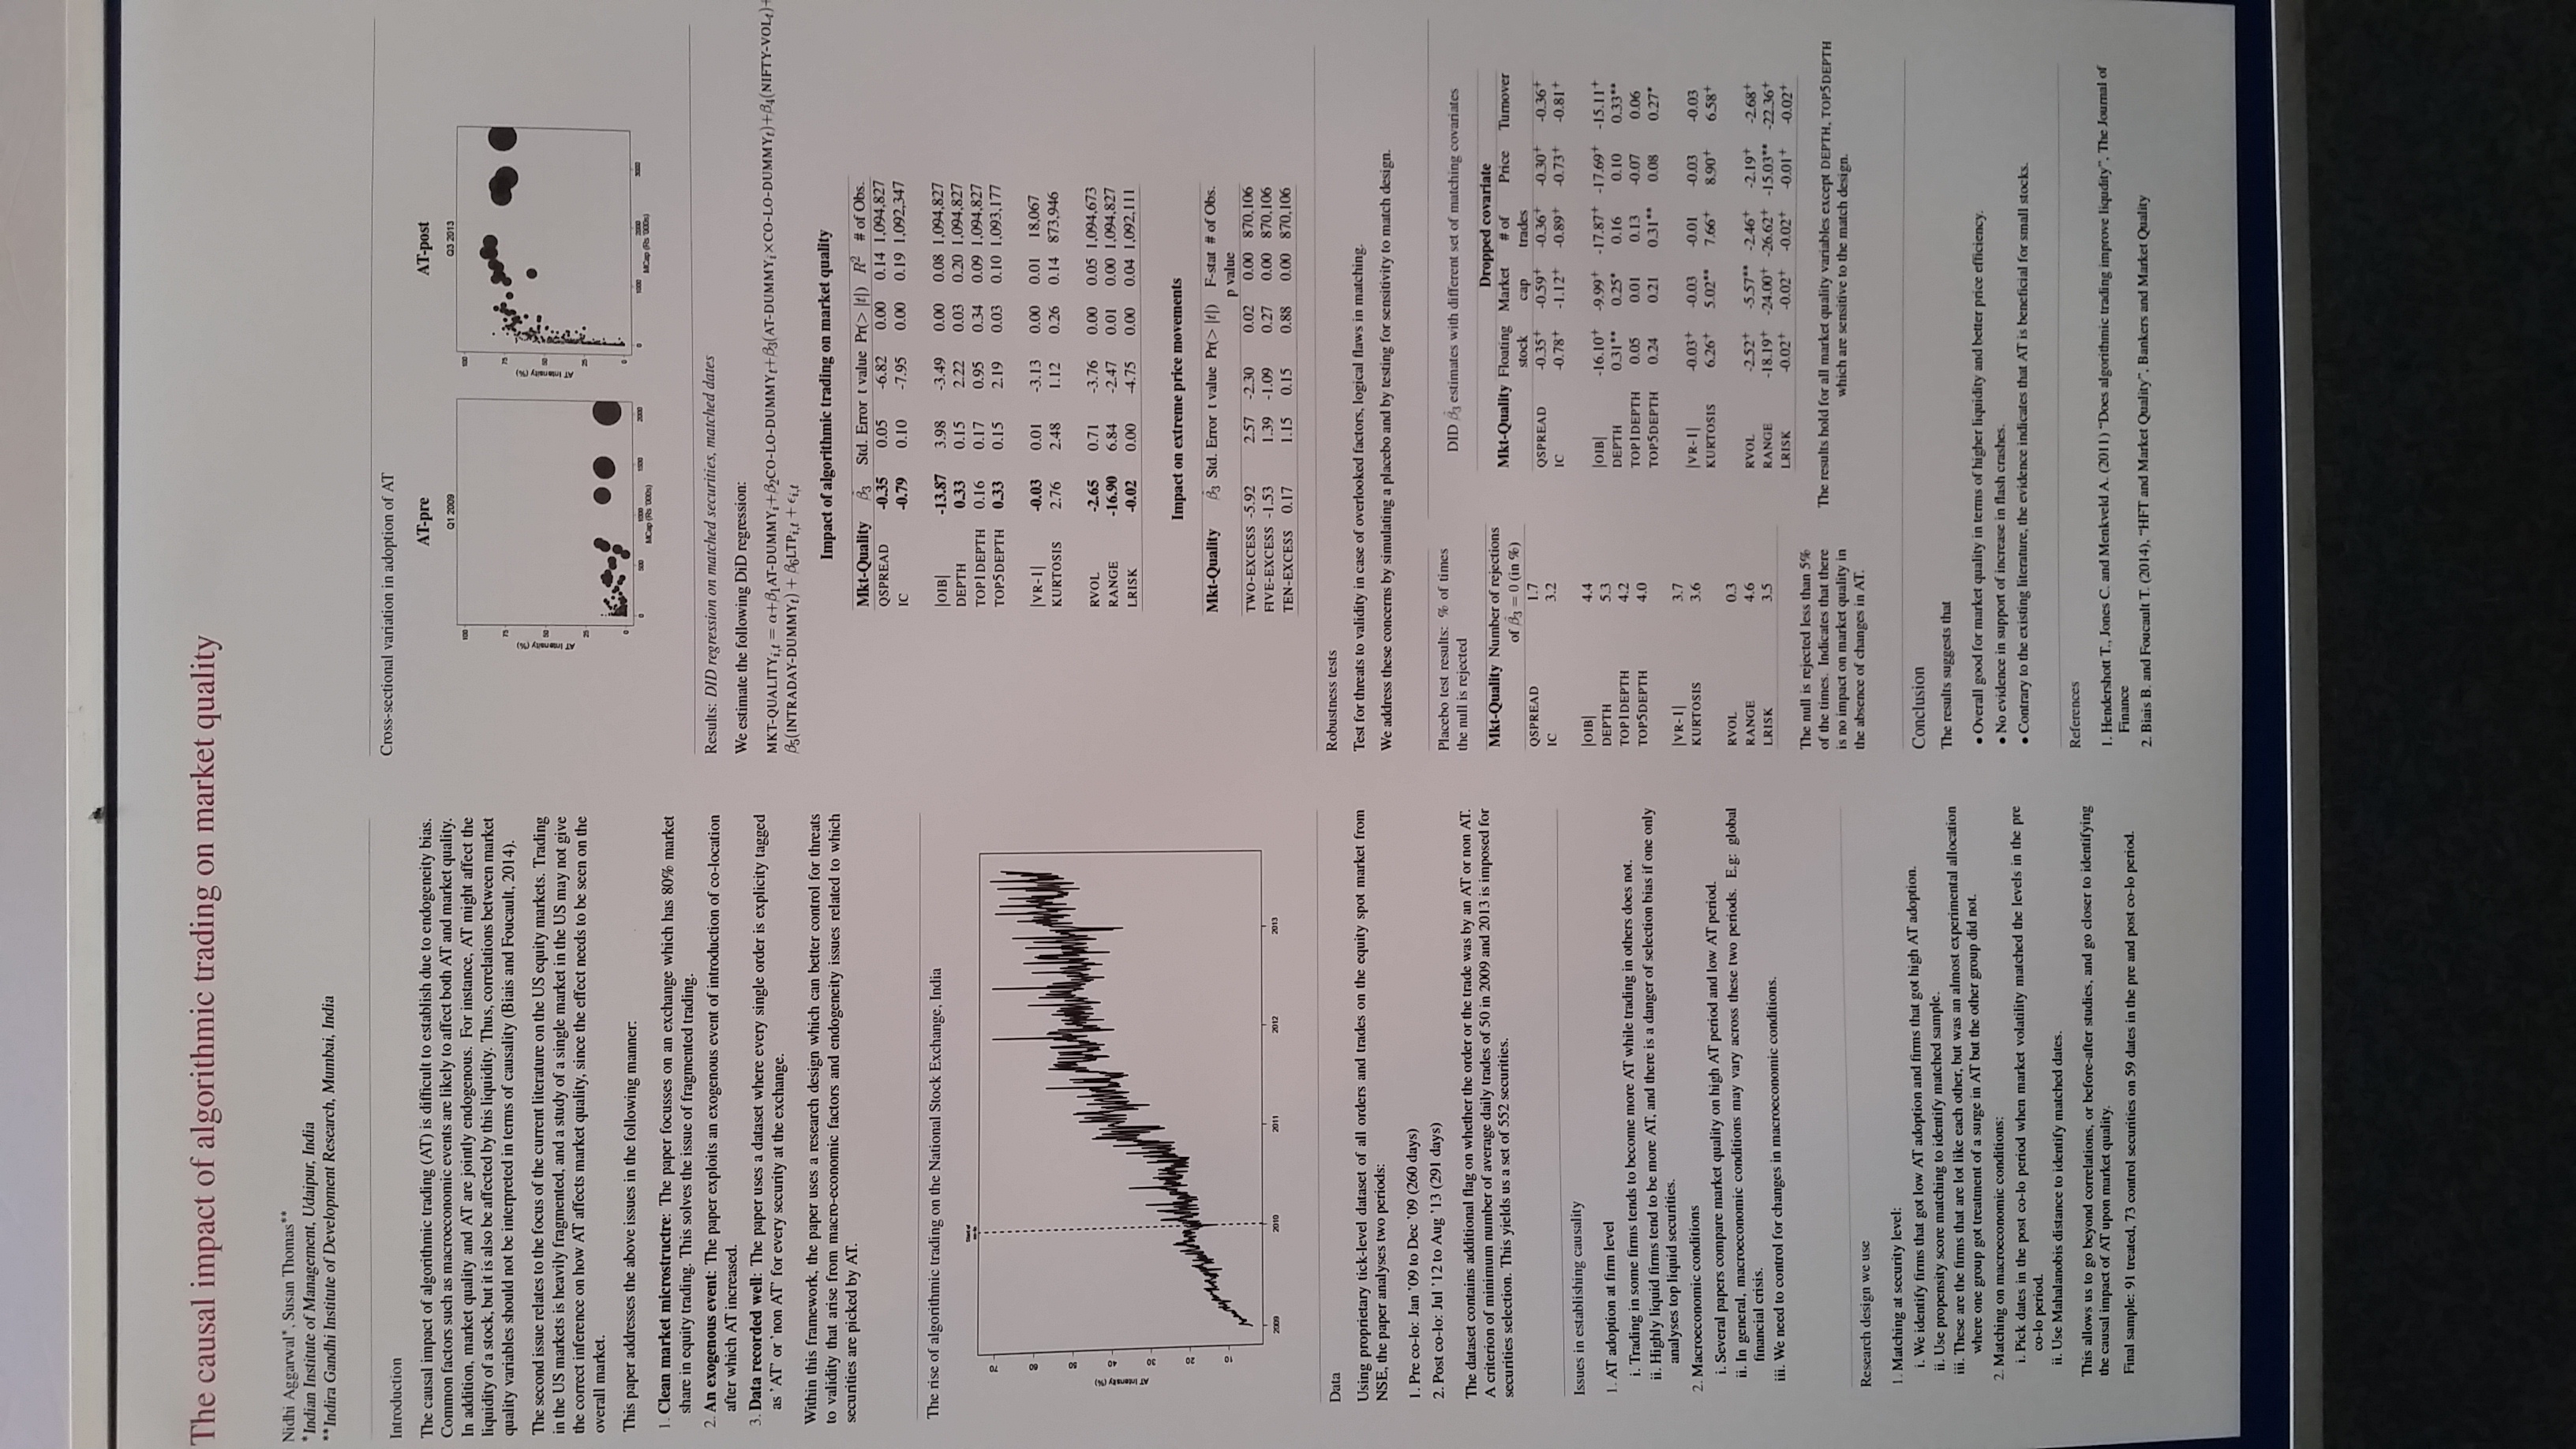 The causal impact of algorithmic trading on market quality
Nidhi Aggarwal*, Susan Thomas**
*Indian Institute of Management, Udaipur, India
**Indira Gandhi Institute of Development Research, Mumbai, India
Introduction
The causal impact of algorithmic trading (AT) is difficult to establish due to endogeneity bias.
Common factors such as macroeconomic events are likely to affect both AT and market quality.
In addition, market quality and AT are jointly endogenous. For instance, AT might affect the
liquidity of a stock, but it is also be affected by this liquidity. Thus, correlations between market
quality variables should not be interpreted in terms of causality (Biais and Foucault, 2014).
The second issue relates to the focus of the current literature on the US equity markets. Trading
in the US markets is heavily fragmented, and a study of a single market in the US may not give
the correct inference on how AT affects market quality, since the effect needs to be seen on the
overall market.
This paper addresses the above issues in the following manner:
1. Clean market microstructre: The paper focusses on an exchange which has 80% market
share in equity trading. This solves the issue of fragmented trading.
2. An exogenous event: The paper exploits an exogenous event of introduction of co-location
after which AT increased.
3. Data recorded well: The paper uses a dataset where every single order is explicity tagged
as 'AT' or 'non AT' for every security at the exchange.
Within this framework, the paper uses a research design which can better control for threats
to validity that arise from macro-economic factors and endogeneity issues related to which
securities are picked by AT.
The rise of algorithmic trading on the National Stock Exchange, India
Start of
co-lo
AT Intensity (%)
70
60
50
40
30
20
10
2009 2010 2011 2012 2013
Data
Using proprietary tick-level dataset of all orders and trades on the equity spot market from
NSE, the paper analyses two periods:
1. Pre co-lo: Jan '09 to Dec '09 (260 days)
2. Post co-lo: Jul '12 to Aug '13 (291 days)
The dataset contains additional flag on whether the order or the trade was by an AT or non AT.
A criterion of minimum number of average daily trades of 50 in 2009 and 2013 is imposed for
securities selection. This yields us a set of 552 securities.
Issues in establishing causality
1. AT adoption at firm level
i. Trading in some firms tends to become more AT while trading in others does not.
ii. Highly liquid firms tend to be more AT, and there is a danger of selection bias if one only
analyses top liquid securities.
2. Macroeconomic conditions
i. Several papers compare market quality on high AT period and low AT period.
ii. In general, macroeconomic conditions may vary across these two periods. E.g: global
financial crisis.
iii. We need to control for changes in macroeconomic conditions.
Research design we use
1. Matching at security level:
i. We identify firms that got low AT adoption and firms that got high AT adoption.
ii. Use propensity score matching to identify matched sample.
iii. These are the firms that are lot like each other, but was an almost experimental allocation
where one group got treatment of a surge in AT but the other group did not.
2. Matching on macroeconomic conditions:
i. Pick dates in the post co-lo period when market volatility matched the levels in the pre
co-lo period.
ii. Use Mahalanobis distance to identify matched dates.
This allows us to go beyond correlations, or before-after studies, and go closer to identifying
the causal impact of AT upon market quality.
Final sample: 91 treated, 73 control securities on 59 dates in the pre and post co-lo period.
Cross-sectional variation in adoption of AT
AT-pre
Q1 2009
AT Intensity (%)
100
75
50
25
0
0 500 1000 1500 2000
MCap (Rs '000s)
AT-post
Q3 2013
AT Intensity (%)
100
75
50
25
0
0 1000 2000 3000
MCap (Rs '000s)
Results: DID regression on matched securities, matched dates
We estimate the following DiD regression:
MKT-QUALITYi,t = α+β1AT-DUMMYi+β2CO-LO-DUMMYt+β3(AT-DUMMYi×CO-LO-DUMMYt)+β4(NIFTY-VOLt)+
β5(INTRADAY-DUMMYt) + β6LTPi,t + ϵi,t
Impact of algorithmic trading on market quality
Mkt-Quality β̂3 Std. Error t value Pr(> |t|) R² # of Obs.
QSPREAD -0.35 0.05 -6.82 0.00 0.14 1,094,827
IC -0.79 0.10 -7.95 0.00 0.19 1,092,347
|OIB| -13.87 3.98 -3.49 0.00 0.08 1,094,827
DEPTH 0.33 0.15 2.22 0.03 0.20 1,094,827
TOP1DEPTH 0.16 0.17 0.95 0.34 0.09 1,094,827
TOP5DEPTH 0.33 0.15 2.19 0.03 0.10 1,093,177
|VR-1| -0.03 0.01 -3.13 0.00 0.01 18,067
KURTOSIS 2.76 2.48 1.12 0.26 0.14 873,946
RVOL -2.65 0.71 -3.76 0.00 0.05 1,094,673
RANGE -16.90 6.84 -2.47 0.01 0.00 1,094,827
LRISK -0.02 0.00 -4.75 0.00 0.04 1,092,111
Impact on extreme price movements
Mkt-Quality β̂3 Std. Error t value Pr(> |t|) F-stat # of Obs.
p value
TWO-EXCESS -5.92 2.57 -2.30 0.02 0.00 870,106
FIVE-EXCESS -1.53 1.39 -1.09 0.27 0.00 870,106
TEN-EXCESS 0.17 1.15 0.15 0.88 0.00 870,106
Robustness tests
Test for threats to validity in case of overlooked factors, logical flaws in matching.
We address these concerns by simulating a placebo and by testing for sensitivity to match design.
Placebo test results: % of times
the null is rejected
Mkt-Quality Number of rejections
of β̂3 = 0 (in %)
QSPREAD 1.7
IC 3.2
|OIB| 4.4
DEPTH 5.3
TOP1DEPTH 4.2
TOP5DEPTH 4.0
|VR-1| 3.7
KURTOSIS 3.6
RVOL 0.3
RANGE 4.6
LRISK 3.5
The null is rejected less than 5%
of the times. Indicates that there
is no impact on market quality in
the absence of changes in AT.
DID β̂3 estimates with different set of matching covariates
Dropped covariate
Mkt-Quality Floating Market # of Price Turnover
stock cap trades
QSPREAD -0.35+ -0.59+ -0.36+ -0.30+ -0.36+
IC -0.78+ -1.12+ -0.89+ -0.73+ -0.81+
|OIB| -16.10+ -9.99+ -17.87+ -17.69+ -15.11+
DEPTH 0.31** 0.25* 0.16 0.10 0.33**
TOP1DEPTH 0.05 0.01 0.13 -0.07 0.06
TOP5DEPTH 0.24 0.21 0.31** 0.08 0.27*
|VR-1| -0.03+ -0.03 -0.01 -0.03 -0.03
KURTOSIS 6.26+ 5.02** 7.66+ 8.90+ 6.58+
RVOL -2.52+ -5.57** -2.46+ -2.19+ -2.68+
RANGE -18.19+ -24.00+ -26.62+ -15.03** -22.36+
LRISK -0.02+ -0.02+ -0.02+ -0.01+ -0.02+
The results hold for all market quality variables except DEPTH, TOP5DEPTH
which are sensitive to the match design.
Conclusion
The results suggests that
• Overall good for market quality in terms of higher liquidity and better price efficiency.
• No evidence in support of increase in flash crashes.
• Contrary to the existing literature, the evidence indicates that AT is beneficial for small stocks.
References
1. Hendershott T., Jones C. and Menkveld A. (2011) "Does algorithmic trading improve liqudity", The Journal of
Finance
2. Biais B. and Foucault T. (2014), "HFT and Market Quality", Bankers and Market Quality